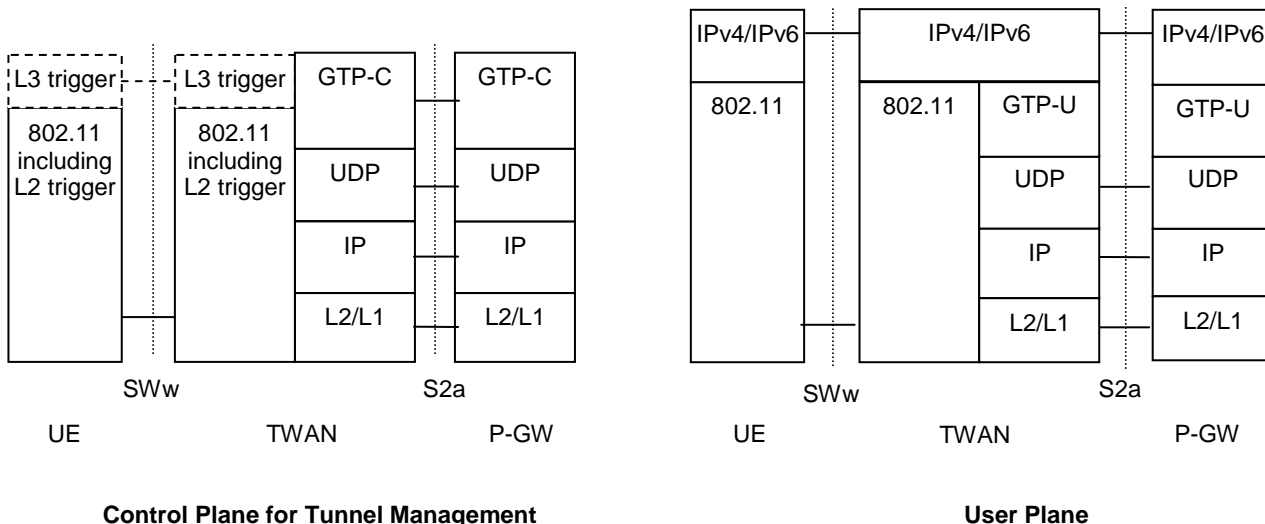 L3 trigger
L3 trigger
GTP-C
GTP-C
802.11
including
L2 trigger
802.11
including
L2 trigger
UDP
UDP
IP
IP
L2/L1
L2/L1
SWw
S2a
UE
TWAN
P-GW
Control Plane for Tunnel Management
IPv4/IPv6
IPv4/IPv6
IPv4/IPv6
802.11
802.11
GTP-U
GTP-U
UDP
UDP
IP
IP
L2/L1
L2/L1
SWw
S2a
UE
TWAN
P-GW
User Plane